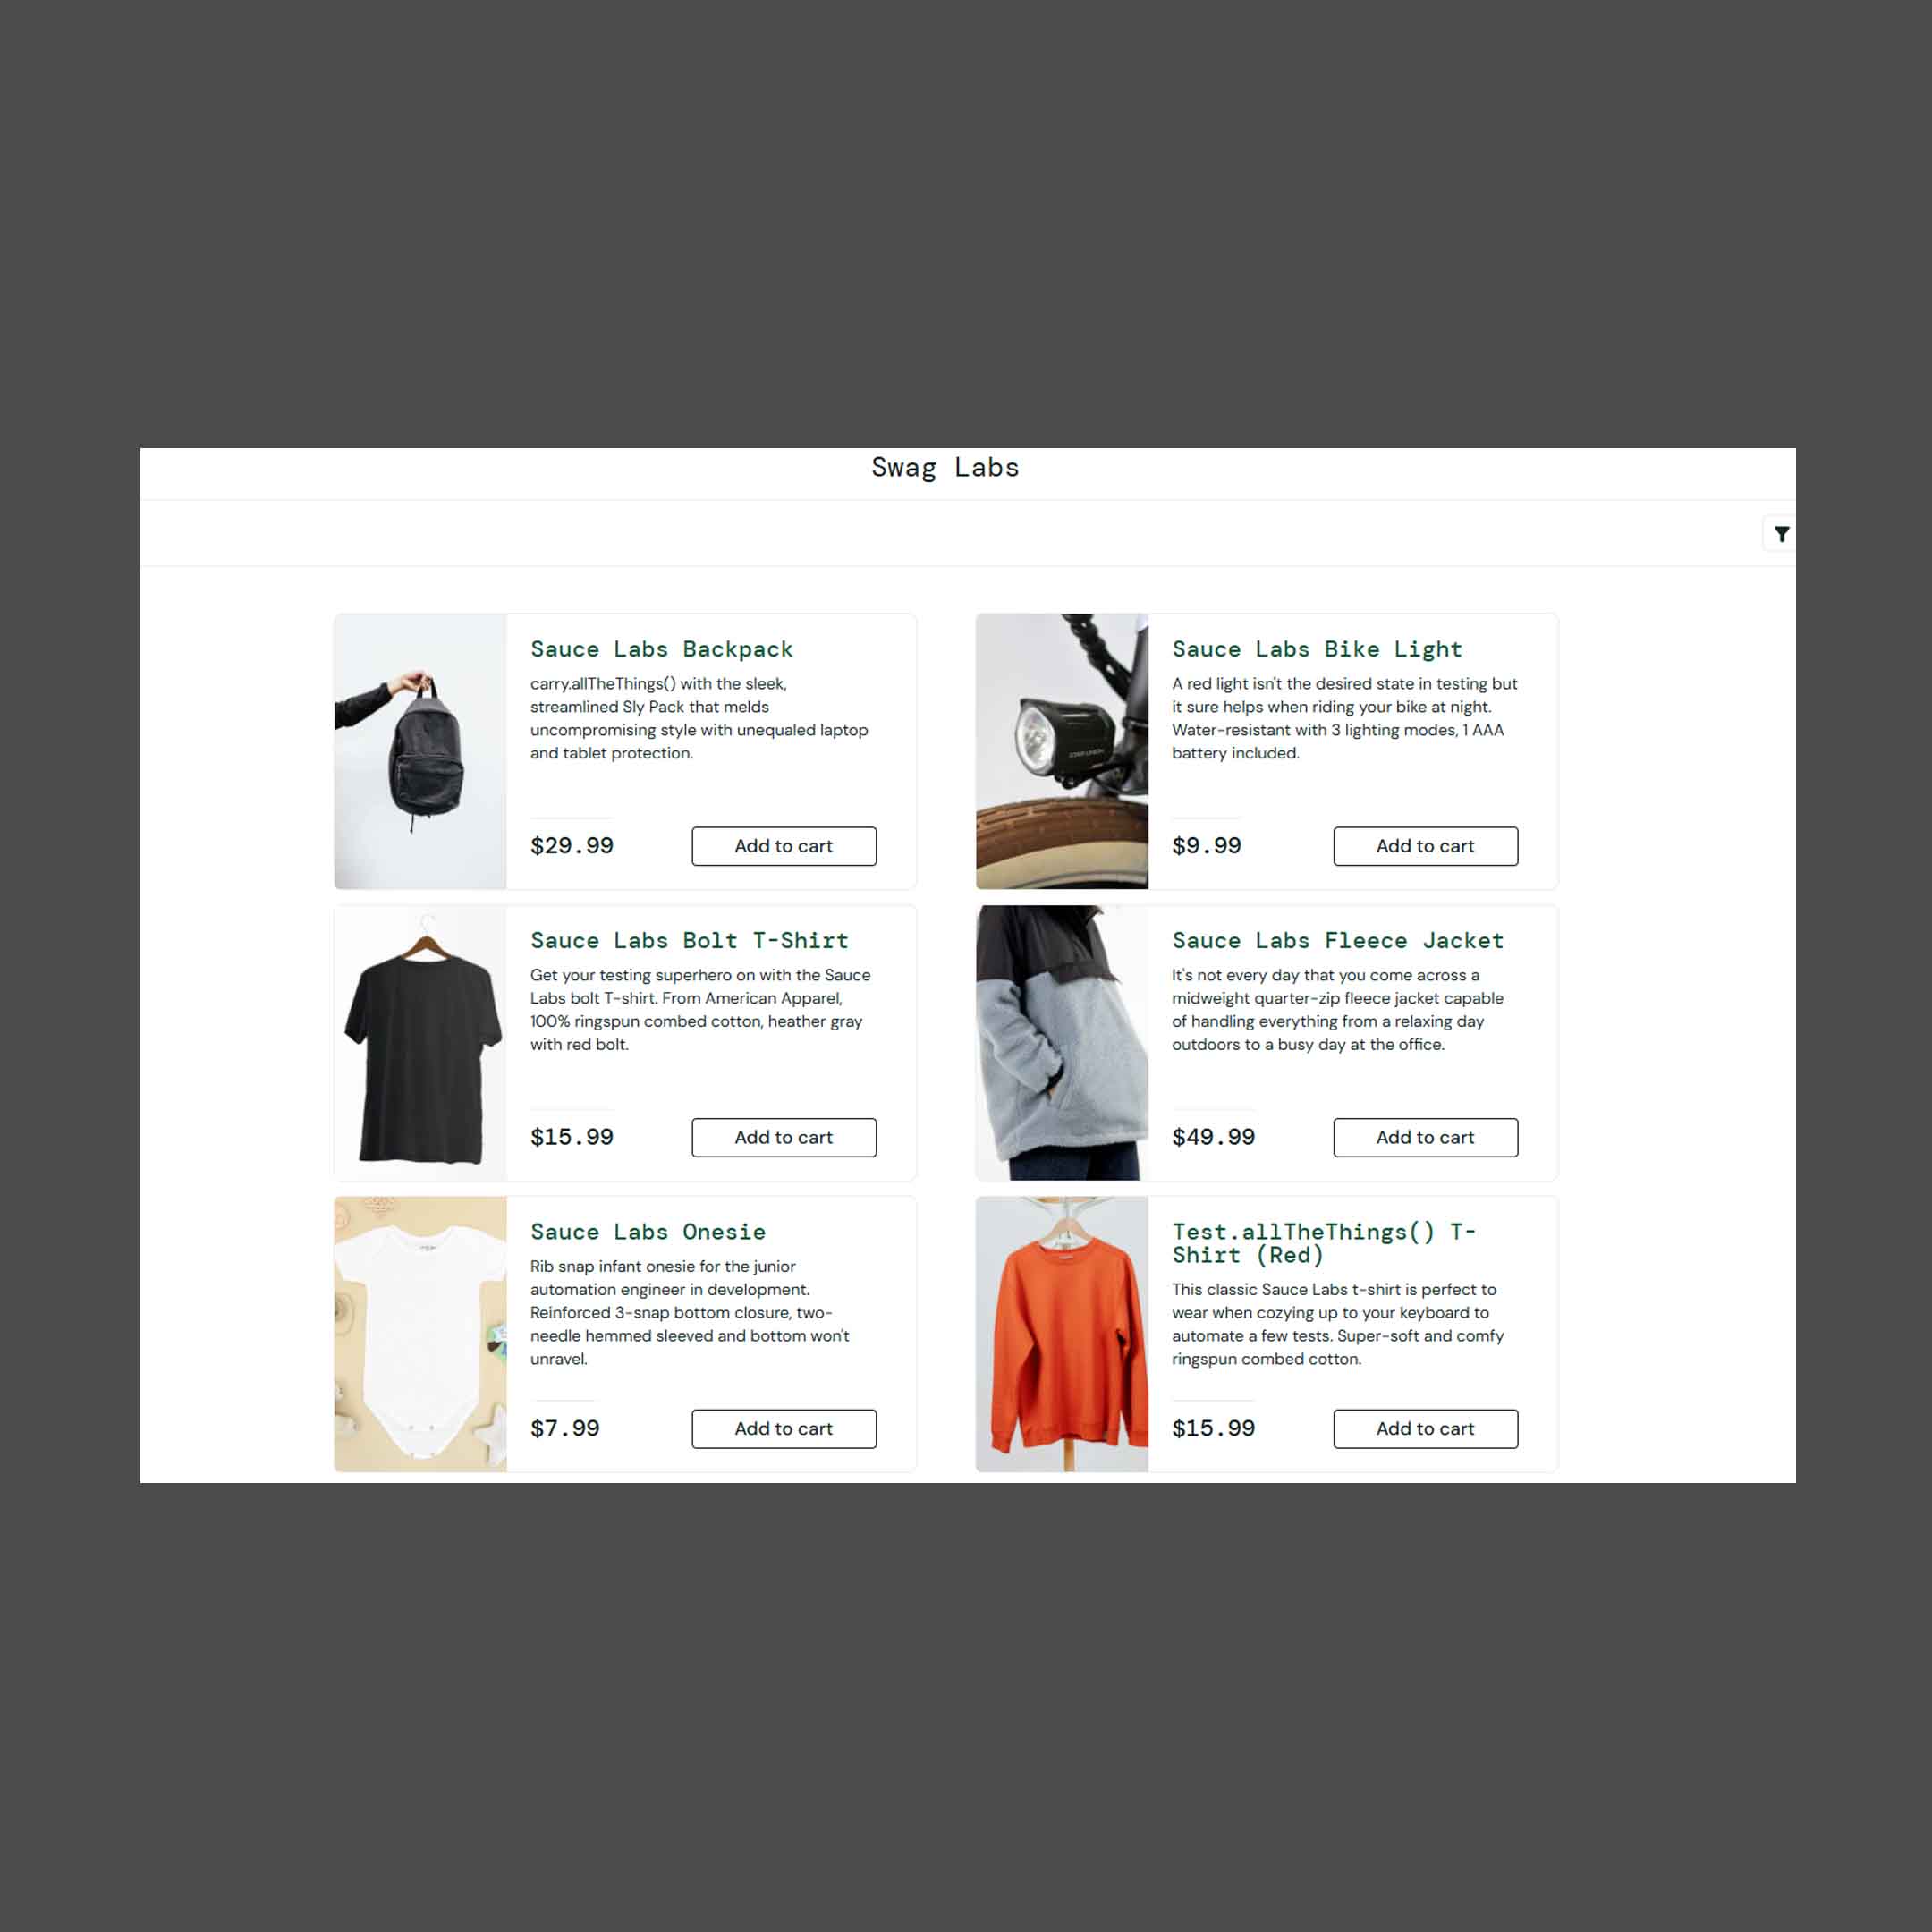 Swag Labs
Sauce Labs Backpack
carry.allTheThings() with the sleek,
streamlined Sly Pack that melds
uncompromising style with unequaled laptop
and tablet protection.
$29.99
Add to cart
Sauce Labs Bike Light
A red light isn't the desired state in testing but
it sure helps when riding your bike at night.
Water-resistant with 3 lighting modes, 1 AAA
battery included.
$9.99
Add to cart
Sauce Labs Bolt T-Shirt
Get your testing superhero on with the Sauce
Labs bolt T-shirt. From American Apparel,
100% ringspun combed cotton, heather gray
with red bolt.
$15.99
Add to cart
Sauce Labs Fleece Jacket
It's not every day that you come across a
midweight quarter-zip fleece jacket capable
of handling everything from a relaxing day
outdoors to a busy day at the office.
$49.99
Add to cart
Sauce Labs Onesie
Rib snap infant onesie for the junior
automation engineer in development.
Reinforced 3-snap bottom closure, two-
needle hemmed sleeved and bottom won't
unravel.
$7.99
Add to cart
Test.allTheThings() T-
Shirt (Red)
This classic Sauce Labs t-shirt is perfect to
wear when cozying up to your keyboard to
automate a few tests. Super-soft and comfy
ringspun combed cotton.
$15.99
Add to cart